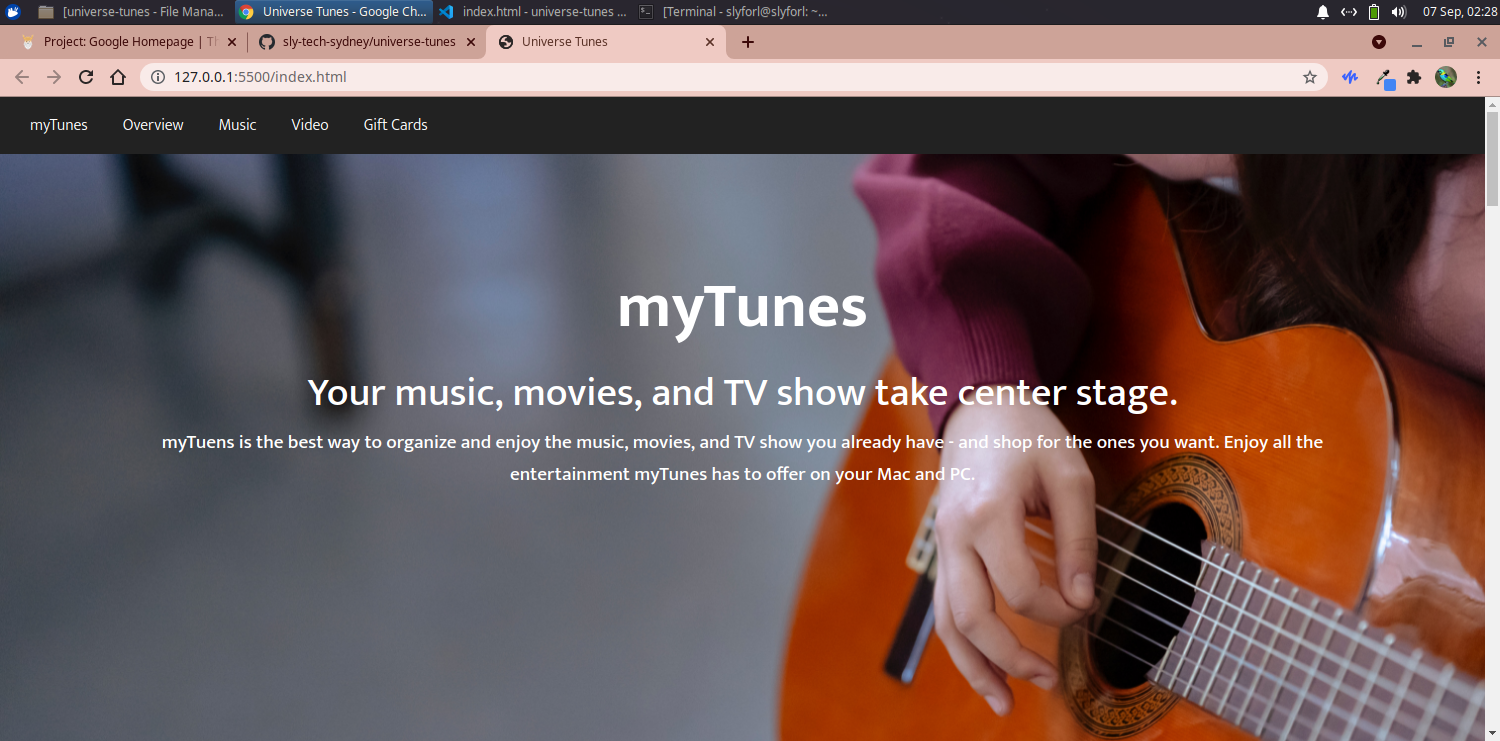 [universe-tunes - File Mana...
Universe Tunes - Google Ch...
index.html - universe-tunes ...
[Terminal - slyforl@slyforl: ~...
07 Sep, 02:28
Project: Google Homepage | Th
sly-tech-sydney/universe-tunes
Universe Tunes
127.0.0.1:5500/index.html
myTunes Overview Music Video Gift Cards
myTunes
Your music, movies, and TV show take center stage.
myTuens is the best way to organize and enjoy the music, movies, and TV show you already have - and shop for the ones you want. Enjoy all the
entertainment myTunes has to offer on your Mac and PC.